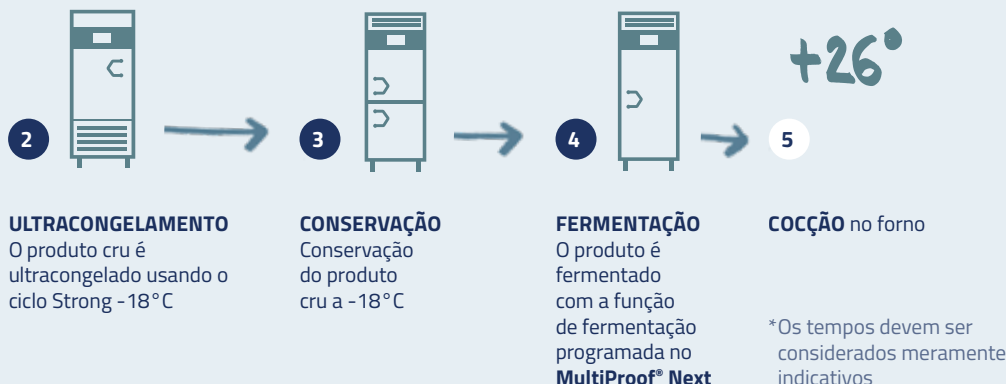 +26°
2
3
4
5
ULTRACONGELAMENTO
O produto cru é
ultracongelado usando o
ciclo Strong -18°C
CONSERVAÇÃO
Conservação
do produto
cru a -18°C
FERMENTAÇÃO
O produto é
fermentado
com a função
de fermentação
programada no
MultiProof® Next
COCÇÃO no forno
*Os tempos devem ser
considerados meramente
indicativos